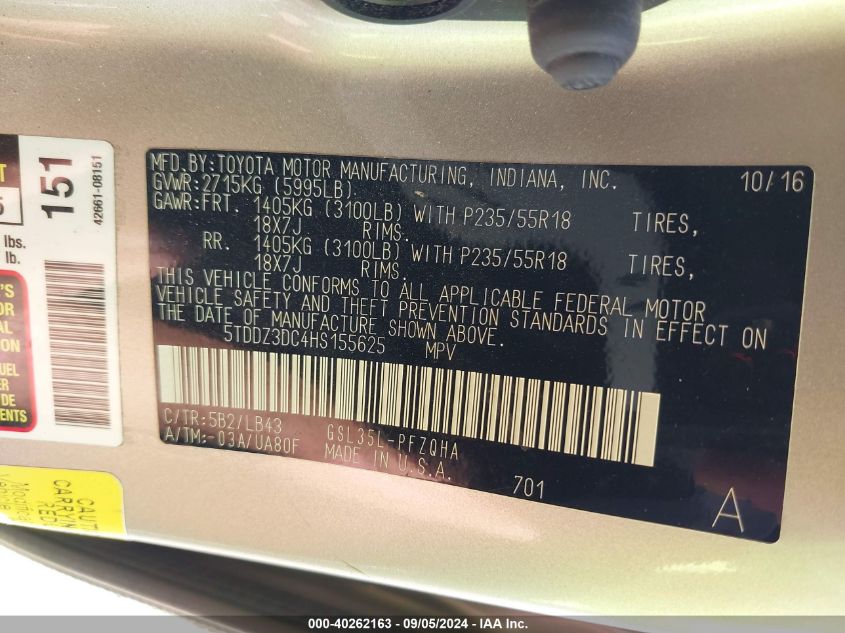 MFD.BY:TOYOTA MOTOR MANUFACTURING, INDIANA, INC. 10/16
GVWR:2715KG (5995LB)
GAWR:FRT. 1405KG (3100LB) WITH P235/55R18 TIRES,
18X7J RIMS.
RR. 1405KG (3100LB) WITH P235/55R18 TIRES,
18X7J RIMS.
THIS VEHICLE CONFORMS TO ALL APPLICABLE FEDERAL MOTOR
VEHICLE SAFETY AND THEFT PREVENTION STANDARDS IN EFFECT ON
THE DATE OF MANUFACTURE SHOWN ABOVE.
5TDDZ3DC4HS155625 MPV
C/TR:5B2/LB43 GSL35L-PFZQHA
A/TM:-03A/UA80F MADE IN U.S.A.
701
A
151
42661-08151
lbs.
lb.
000-40262163 - 09/05/2024 - IAA Inc.